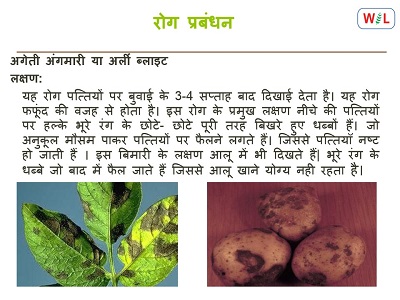 WIL
रोग प्रबंधन
अगेती अंगमारी या अर्ली ब्लाइट
लक्षण:
यह रोग पत्तियों पर बुवाई के 3-4 सप्ताह बाद दिखाई देता है। यह रोग
फफूंद की वजह से होता है। इस रोग के प्रमुख लक्षण नीचे की पत्तियों
पर हल्के भूरे रंग के छोटे- छोटे पूरी तरह बिखरे हुए धब्बों हैं। जो
अनुकूल मौसम पाकर पत्तियों पर फैलने लगते हैं। जिससे पत्तियाँ नष्ट
हो जाती हैं । इस बिमारी के लक्षण आलू में भी दिखते हैं| भूरे रंग के
धब्बे जो बाद में फैल जाते हैं जिससे आलू खाने योग्य नही रहता है।